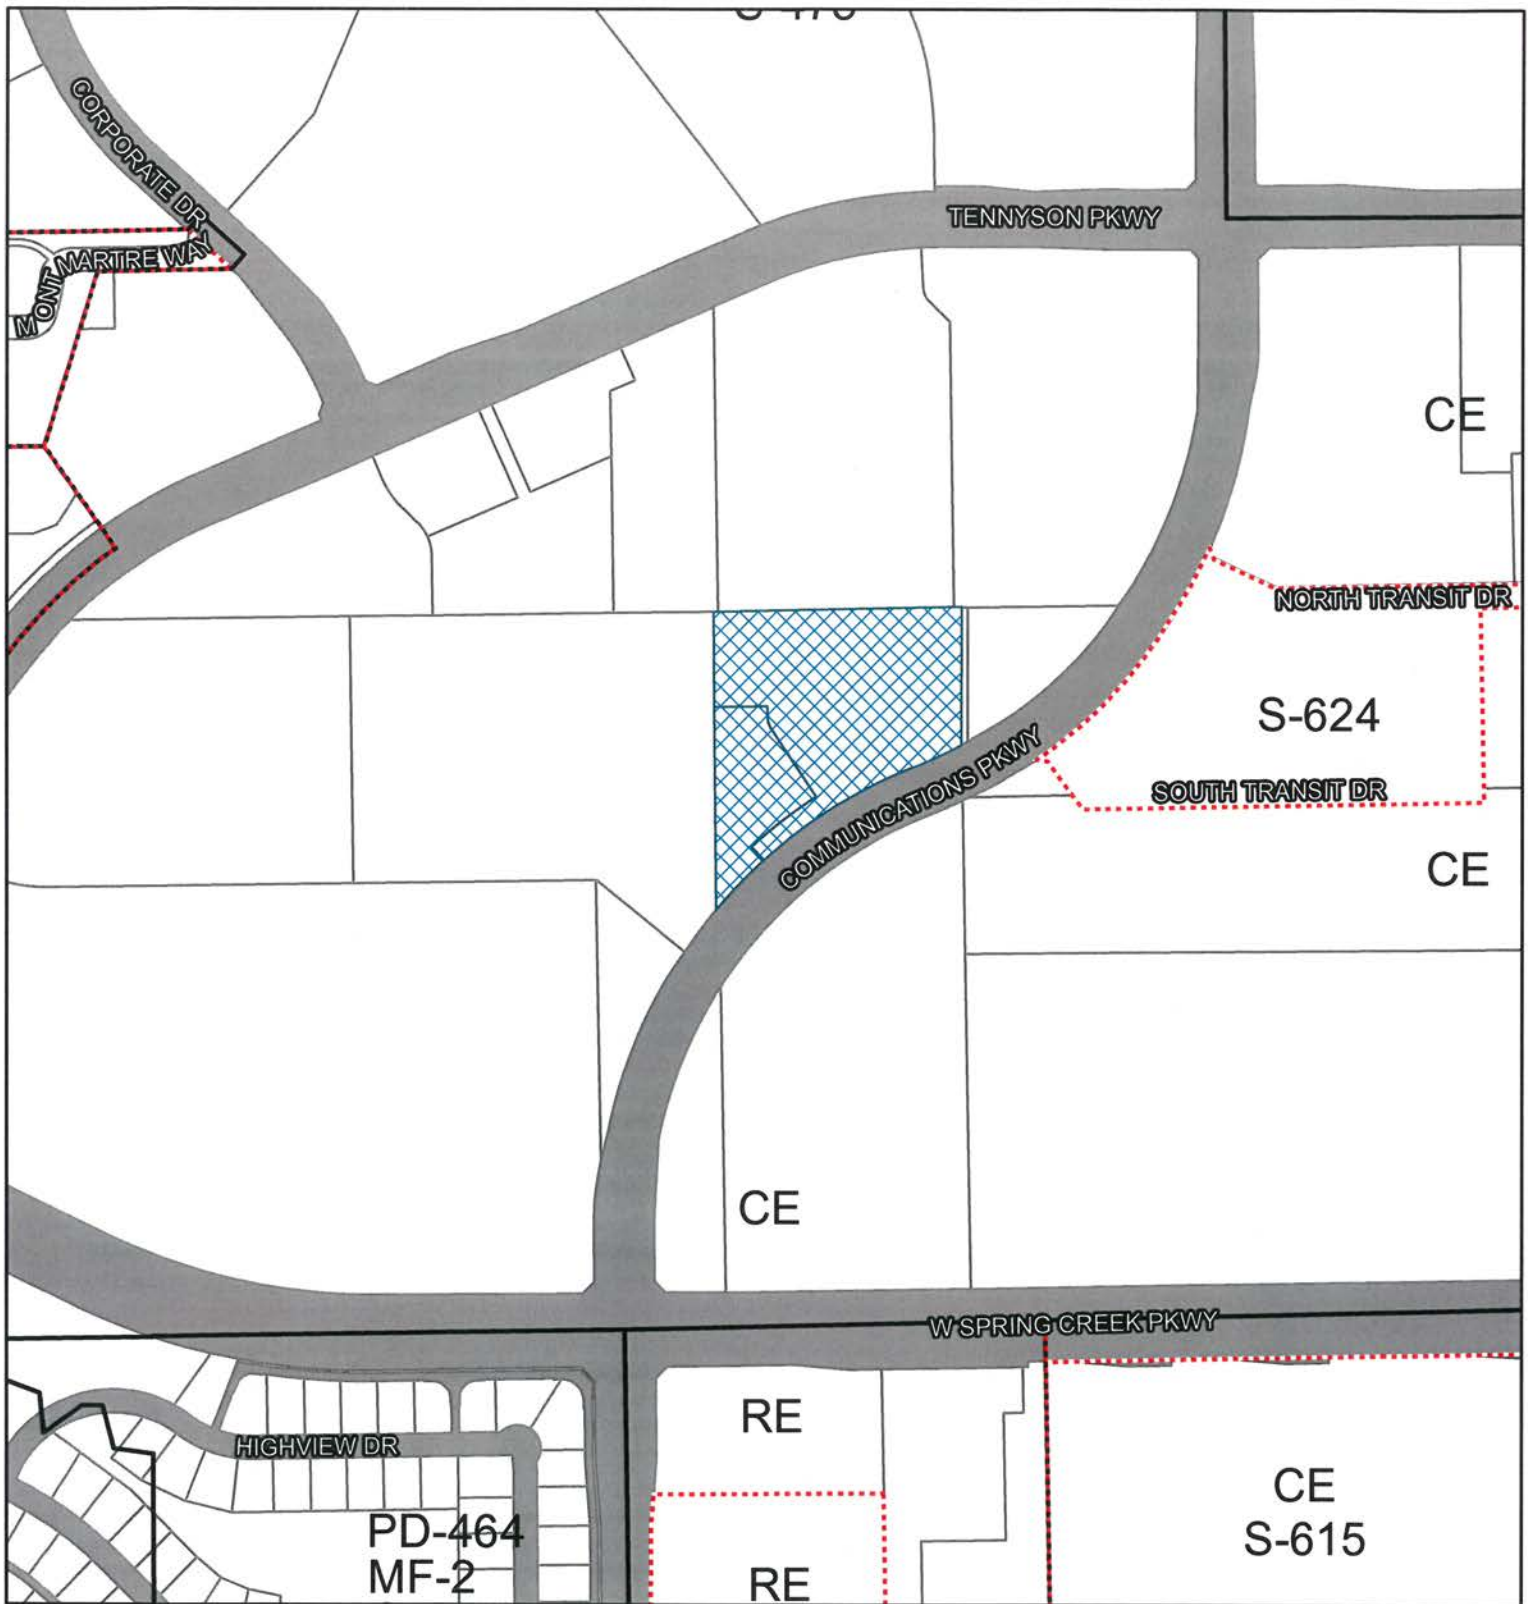 CORPORATE DR
TENNYSON PKWY
MARTRE WAY
MONT
CE
NORTH TRANSIT DR
S-624
COMMUNICATIONS PKWY
SOUTH TRANSIT DR
CE
CE
W SPRING CREEK PKWY
RE
HIGHVIEW DR
CE
S-615
PD-464
MF-2
RE